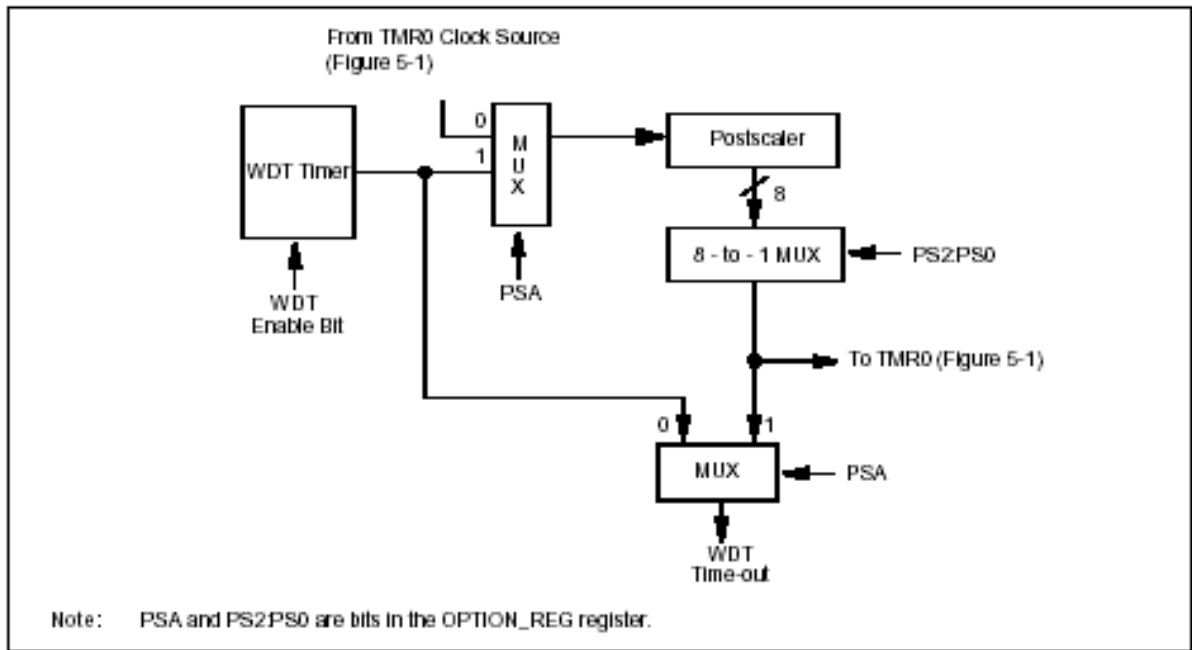 From TMR0 Clock Source
(Figure 5-1)
0
1
MUX
WDT Timer
Postscaler
8
8 - to - 1 MUX
PS2:PS0
PSA
WDT
Enable Bit
To TMR0 (Figure 5-1)
0
1
MUX
PSA
WDT
Time-out
Note: PSA and PS2:PS0 are bits in the OPTION_REG register.